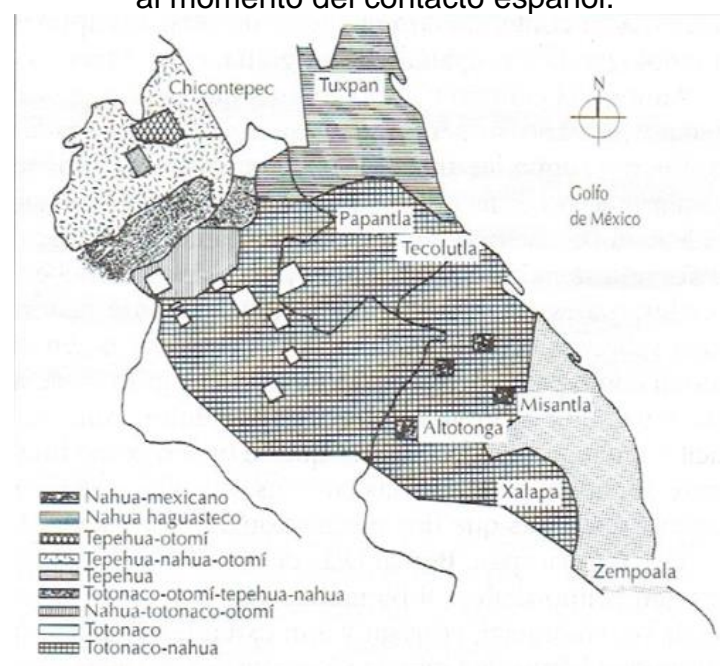 al momento del contacto español.
Chicontepec
Tuxpan
N
Golfo
de México
Papantla
Tecolutla
Misantla
Altotonga
Xalapa
Zempoala
Nahua-mexicano
Nahua haguasteco
Tepehua-otomí
Tepehua-nahua-otomí
Tepehua
Totonaco-otomí-tepehua-nahua
Nahua-totonaco-otomí
Totonaco
Totonaco-nahua